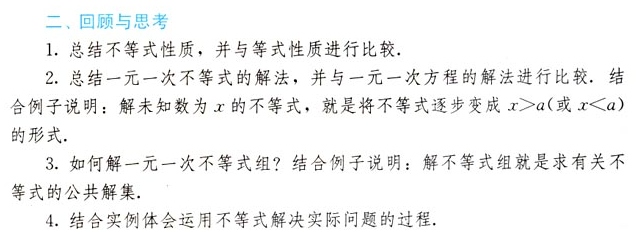 二、回顾与思考
1. 总结不等式性质，并与等式性质进行比较.
2. 总结一元一次不等式的解法，并与一元一次方程的解法进行比较. 结
合例子说明：解未知数为 x 的不等式，就是将不等式逐步变成 x>a(或 x<a)
的形式.
3. 如何解一元一次不等式组？结合例子说明：解不等式组就是求有关不
等式的公共解集.
4. 结合实例体会运用不等式解决实际问题的过程.